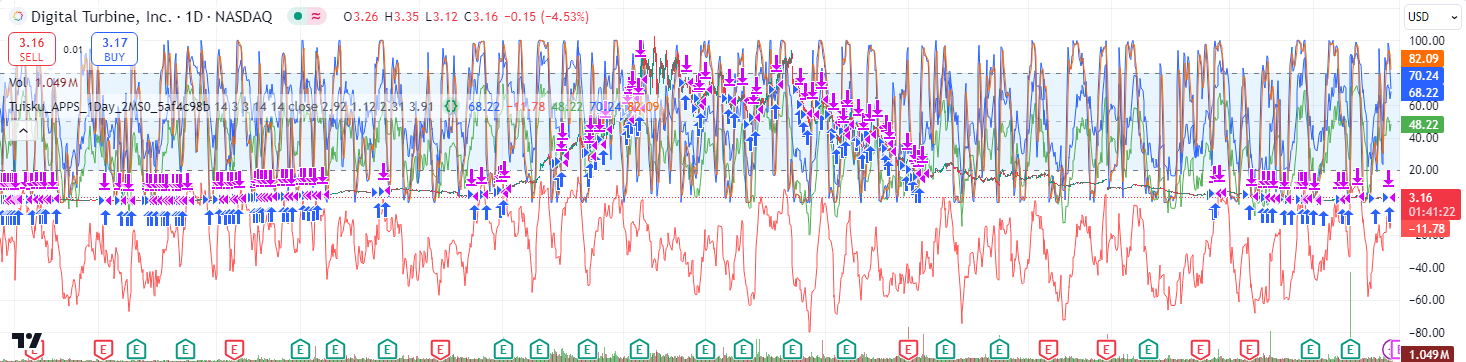 Digital Turbine, Inc. · 1D · NASDAQ O3.26 H3.35 L3.12 C3.16 −0.15 (−4.53%)
USD
3.16
SELL
0.01
3.17
BUY
Vol 1.049 M
Tuisku_APPS_1Day_2MS0_5af4c98b 14 3 3 14 14 close 2.92 1.12 2.31 3.91 68.22 −11.78 48.22 70.24 82.09
100.00
82.09
70.24
68.22
60.00
48.22
40.00
20.00
3.16
01:41:22
−11.78
−40.00
−60.00
−80.00
1.049 M
E E E E E E E E E E E E E E E E E E E E E E E E E E